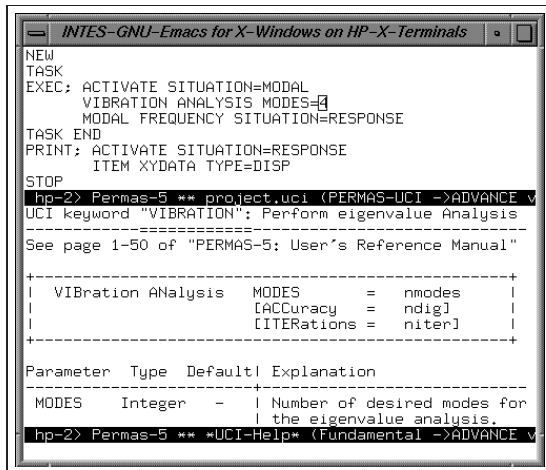 INTES-GNU-Emacs for X-Windows on HP-X-Terminals
NEW
TASK
EXEC; ACTIVATE SITUATION=MODAL
VIBRATION ANALYSIS MODES=4
MODAL FREQUENCY SITUATION=RESPONSE
TASK END
PRINT; ACTIVATE SITUATION=RESPONSE
ITEM XYDATA TYPE=DISP
STOP
hp-2> Permas-5 ** project.uci (PERMAS-UCI ->ADVANCE v
UCI keyword "VIBRATION": Perform eigenvalue Analysis
See page 1-50 of "PERMAS-5: User's Reference Manual"
| VIBration ANalysis MODES = nmodes |
| [ACCuracy = ndig] |
| [ITERations = niter] |
Parameter Type Default| Explanation
MODES Integer - | Number of desired modes for
| the eigenvalue analysis.
hp-2> Permas-5 ** *UCI-Help* (Fundamental ->ADVANCE v